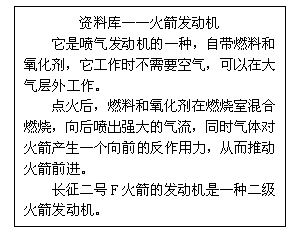 资料库——火箭发动机
它是喷气发动机的一种，自带燃料和
氧化剂，它工作时不需要空气，可以在大
气层外工作。
点火后，燃料和氧化剂在燃烧室混合
燃烧，向后喷出强大的气流，同时气体对
火箭产生一个向前的反作用力，从而推动
火箭前进。
长征二号F火箭的发动机是一种二级
火箭发动机。